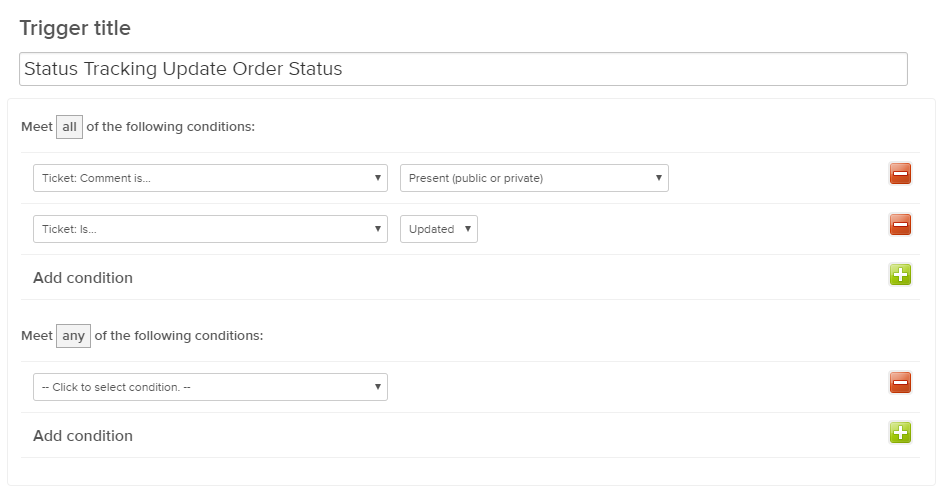 Trigger title
Status Tracking Update Order Status
Meet all of the following conditions:
Ticket: Comment is... Present (public or private)
Ticket: Is... Updated
Add condition
Meet any of the following conditions:
-- Click to select condition. --
Add condition